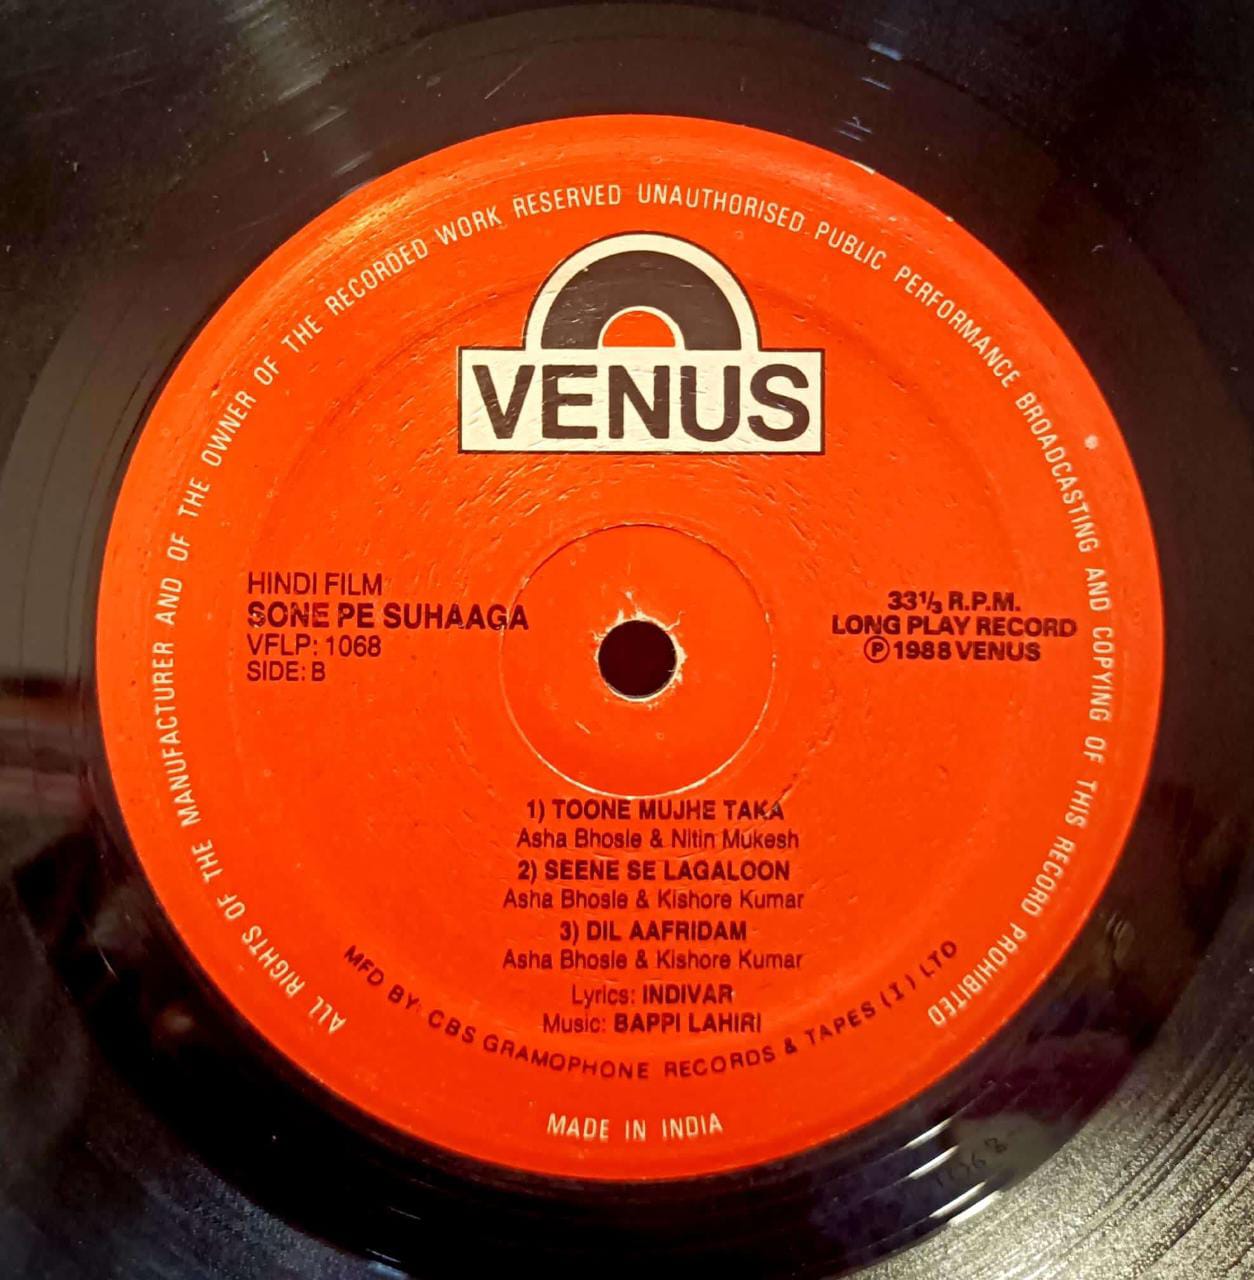 ALL RIGHTS OF THE MANUFACTURER AND OF THE OWNER OF THE RECORDED WORK RESERVED UNAUTHORISED PUBLIC PERFORMANCE BROADCASTING AND COPYING OF THIS RECORD PROHIBITED
VENUS
HINDI FILM
SONE PE SUHAAGA
VFLP: 1068
SIDE: B
33⅓ R.P.M.
LONG PLAY RECORD
Ⓟ 1988 VENUS
1) TOONE MUJHE TAKA
Asha Bhosle & Nitin Mukesh
2) SEENE SE LAGALOON
Asha Bhosle & Kishore Kumar
3) DIL AAFRIDAM
Asha Bhosle & Kishore Kumar
Lyrics: INDIVAR
Music: BAPPI LAHIRI
MFD BY: CBS GRAMOPHONE RECORDS & TAPES (I) LTD
MADE IN INDIA